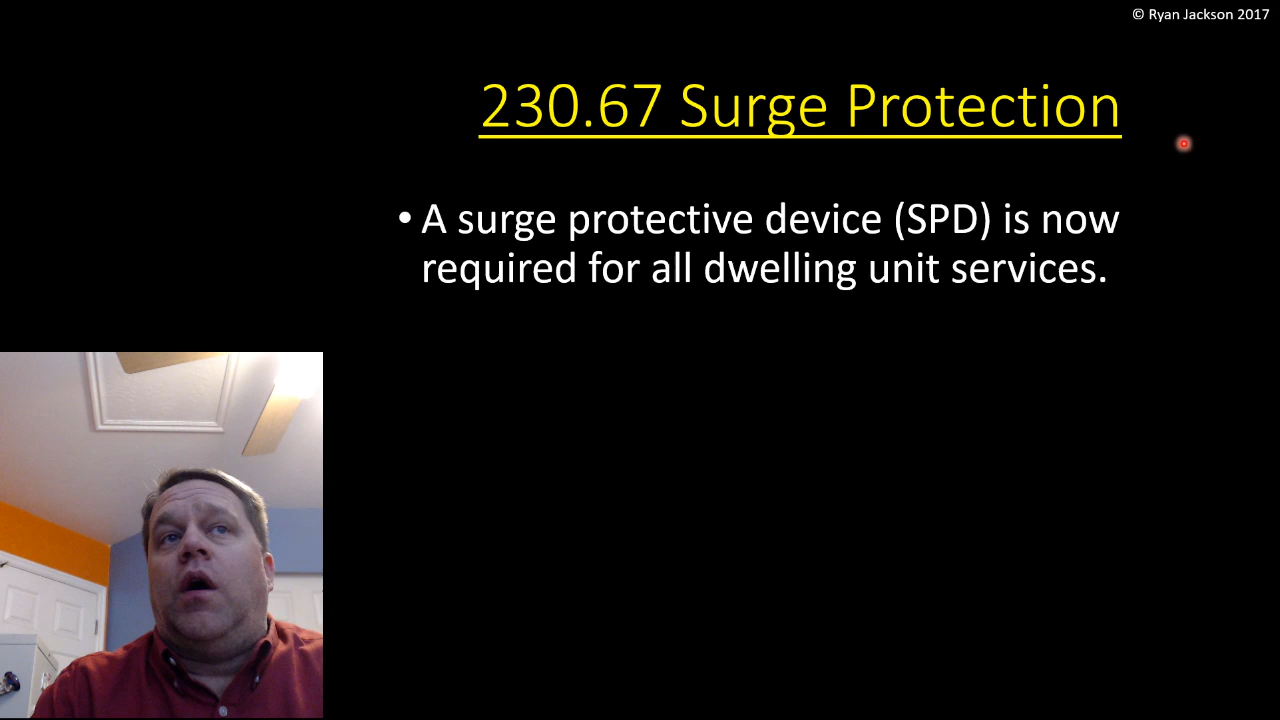 © Ryan Jackson 2017
230.67 Surge Protection
• A surge protective device (SPD) is now
required for all dwelling unit services.